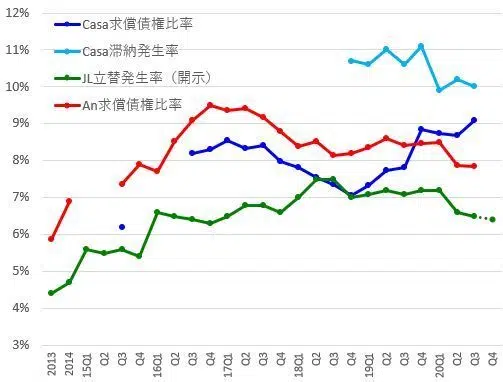 12%
11%
10%
9%
8%
7%
6%
5%
4%
3%
Casa求償債権比率
Casa滞納発生率
JL立替発生率（開示）
An求償債権比率
2013
2014
15Q1
Q2
Q3
Q4
16Q1
Q2
Q3
Q4
17Q1
Q2
Q3
Q4
18Q1
Q2
Q3
Q4
19Q1
Q2
Q3
Q4
20Q1
Q2
Q3
Q4